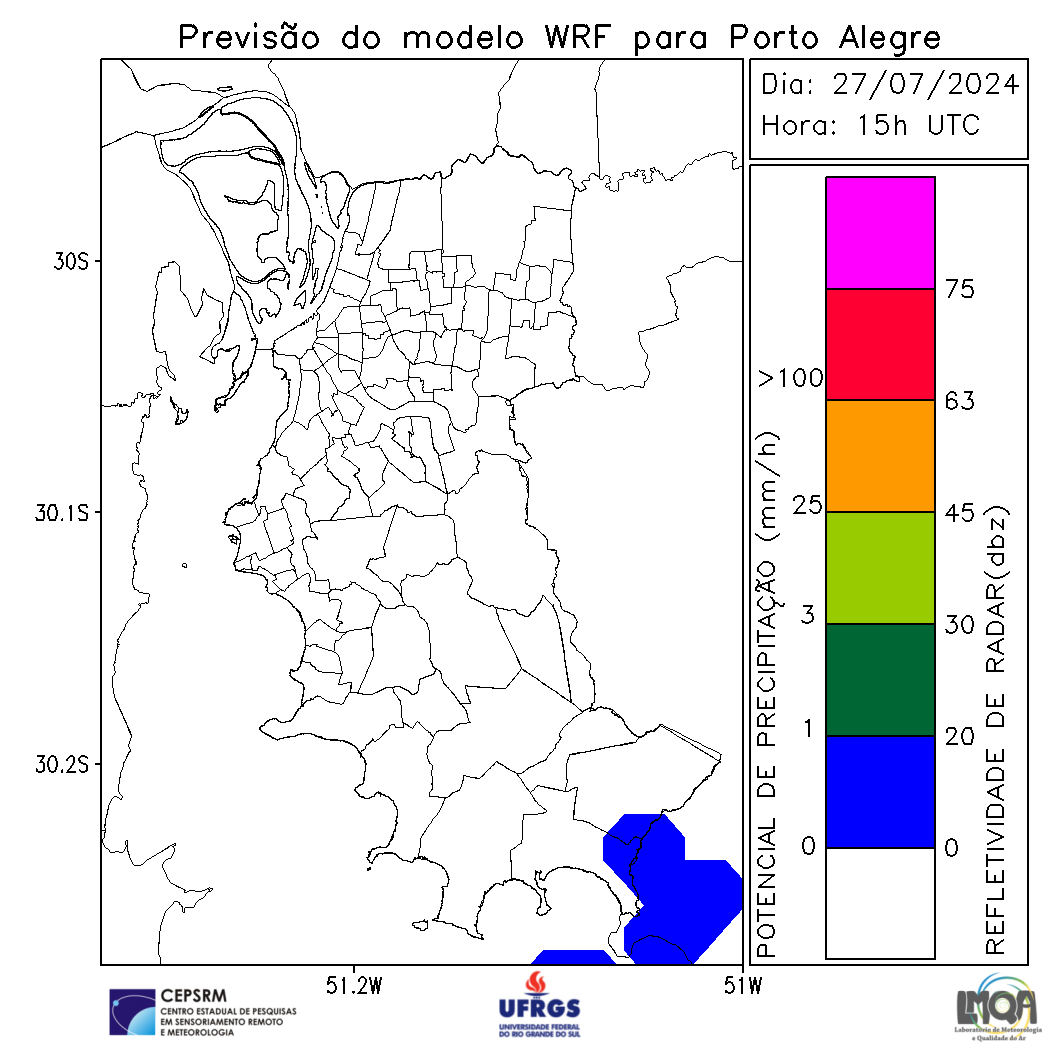 Previsão do modelo WRF para Porto Alegre
Dia: 27/07/2024
Hora: 15h UTC
30S
30.1S
30.2S
51.2W
51W
POTENCIAL DE PRECIPITAÇÃO (mm/h)
>100
25
3
1
0
75
63
45
30
20
0
REFLETIVIDADE DE RADAR(dbz)
CEPSRM
CENTRO ESTADUAL DE PESQUISAS
EM SENSORIAMENTO REMOTO
E METEOROLOGIA
UFRGS
UNIVERSIDADE FEDERAL
DO RIO GRANDE DO SUL
LMQA
Laboratório de Meteorologia
e Qualidade do Ar